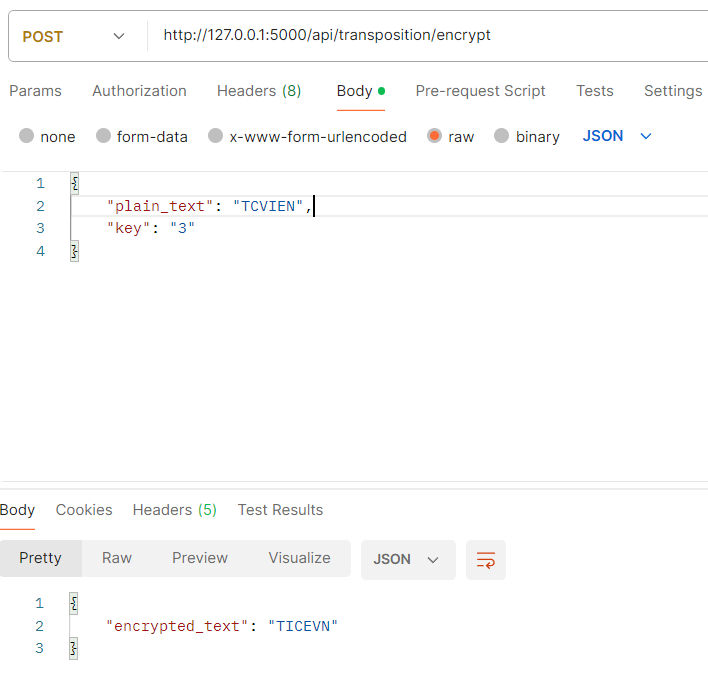 POST http://127.0.0.1:5000/api/transposition/encrypt
Params Authorization Headers (8) Body Pre-request Script Tests Settings
none form-data x-www-form-urlencoded raw binary JSON
1 {
2 "plain_text": "TCVIEN",
3 "key": "3"
4 }
Body Cookies Headers (5) Test Results
Pretty Raw Preview Visualize JSON
1 {
2 "encrypted_text": "TICEVN"
3 }